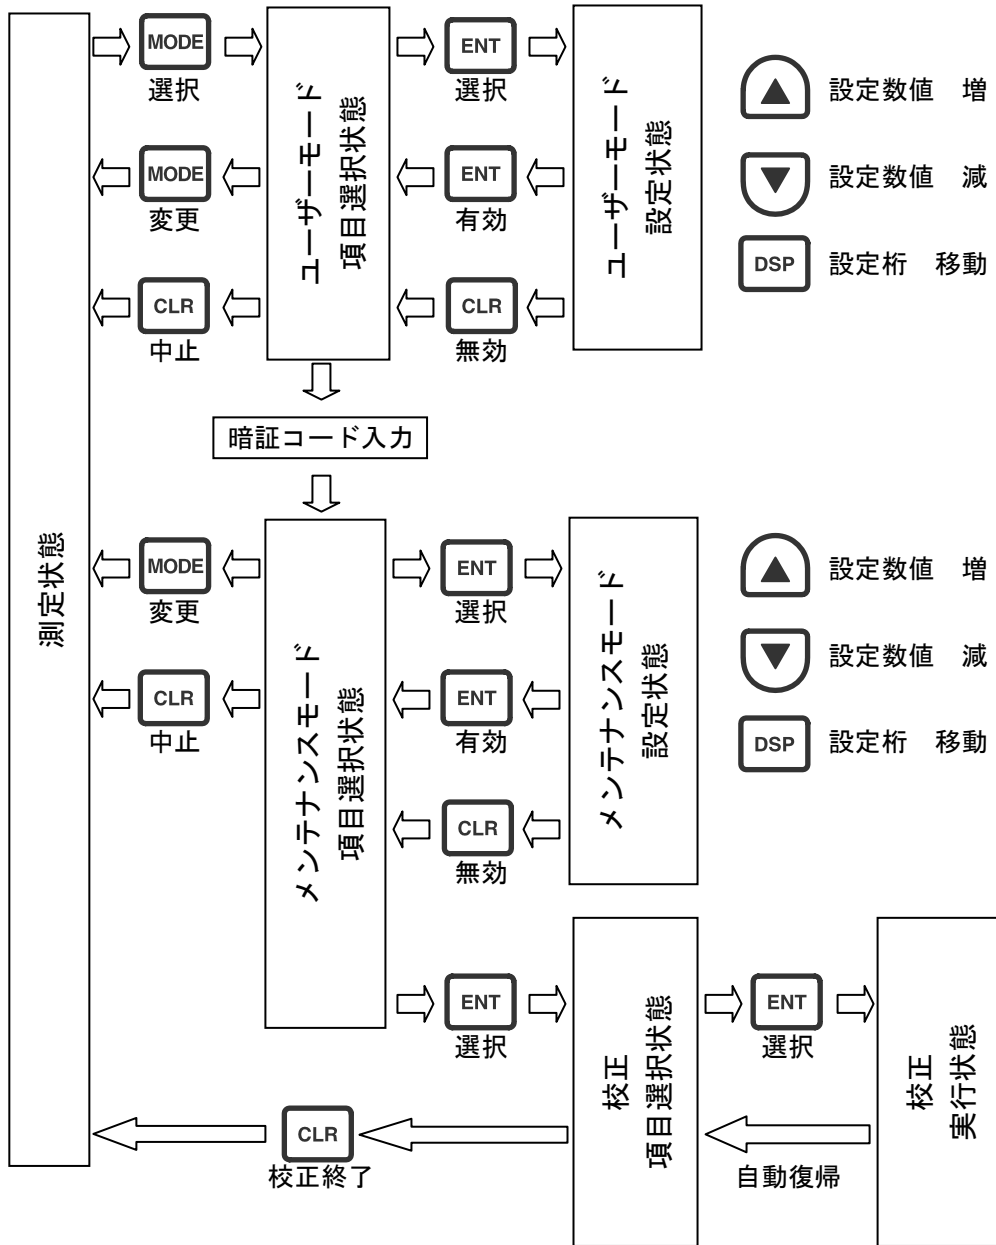 MODE
選択
ENT
選択
MODE
変更
ENT
有効
CLR
中止
CLR
無効
ユーザーモード
項目選択状態
ユーザーモード
設定状態
設定数値　増
設定数値　減
DSP
設定桁　移動
暗証コード入力
測定状態
MODE
変更
ENT
選択
CLR
中止
ENT
有効
CLR
無効
メンテナンスモード
項目選択状態
メンテナンスモード
設定状態
設定数値　増
設定数値　減
DSP
設定桁　移動
ENT
選択
校正
項目選択状態
ENT
選択
校正
実行状態
CLR
校正終了
自動復帰